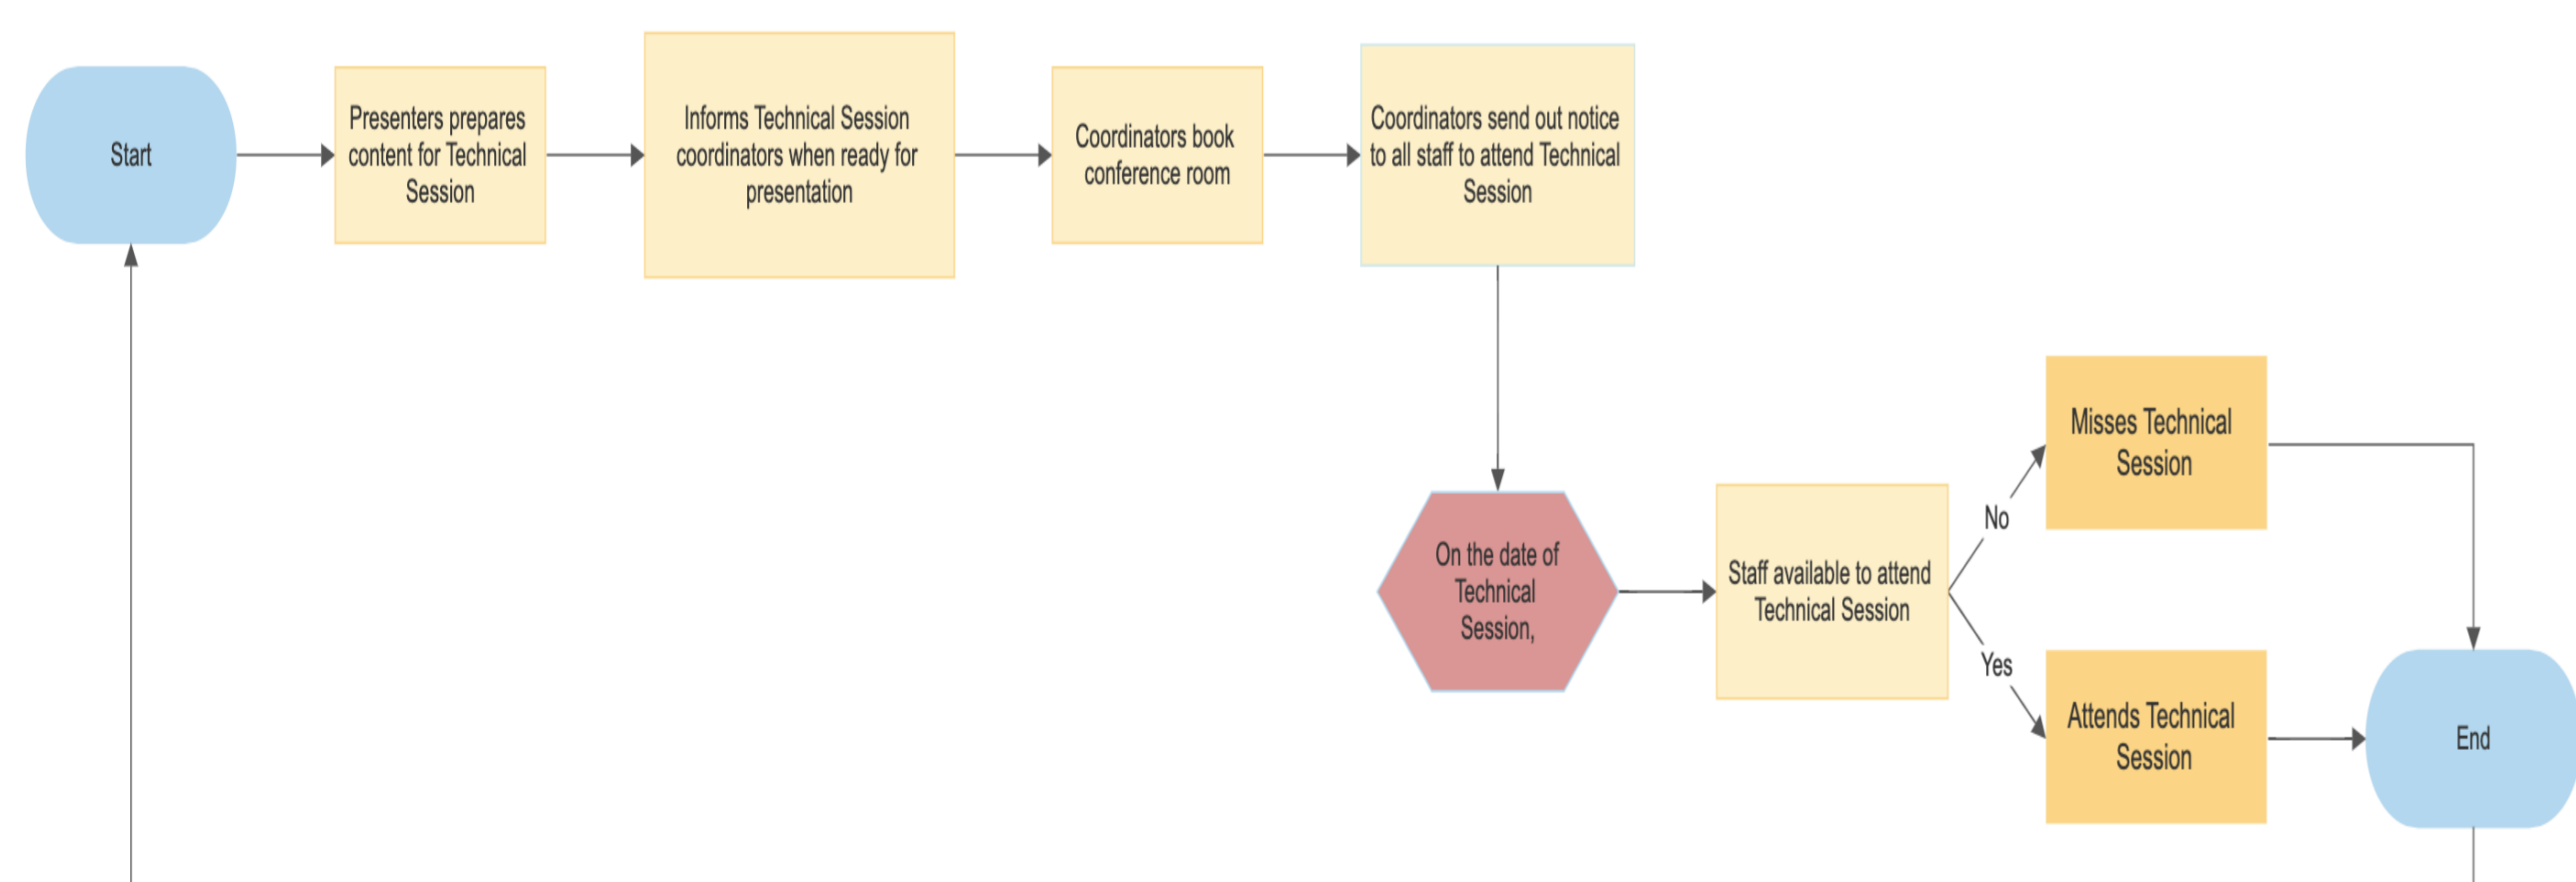 Start
Presenters prepares
content for Technical
Session
Informs Technical Session
coordinators when ready for
presentation
Coordinators book
conference room
Coordinators send out notice
to all staff to attend Technical
Session
On the date of
Technical
Session,
Staff available to attend
Technical Session
No
Yes
Misses Technical
Session
Attends Technical
Session
End